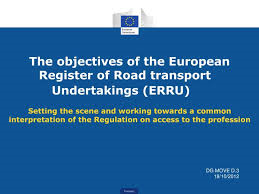 European
Commission
The objectives of the European
Register of Road transport
Undertakings (ERRU)
Setting the scene and working towards a common
interpretation of the Regulation on access to the profession
DG MOVE D.3
18/10/2012